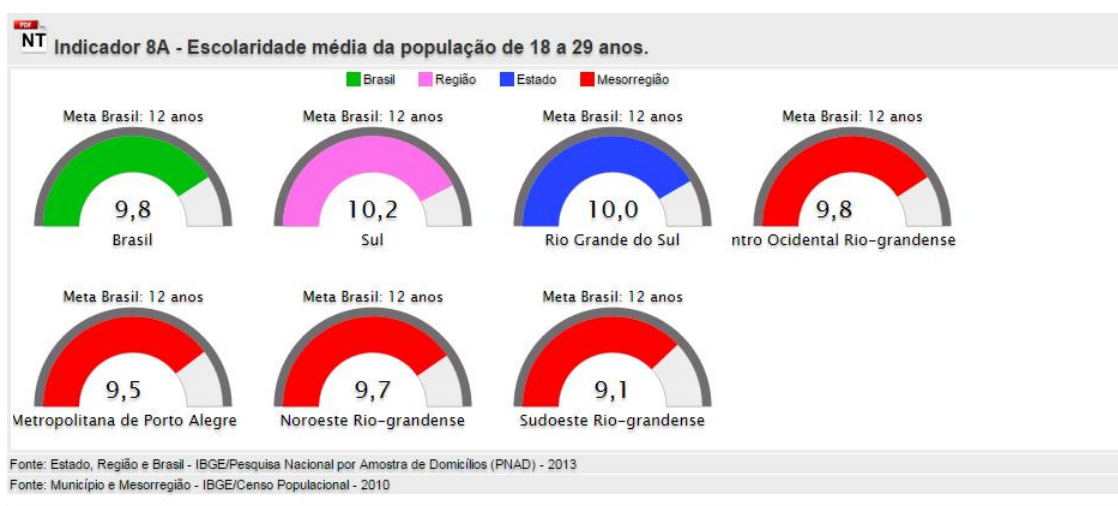 PDF
NT Indicador 8A - Escolaridade média da população de 18 a 29 anos.
Brasil Região Estado Mesorregião
Meta Brasil: 12 anos Meta Brasil: 12 anos Meta Brasil: 12 anos Meta Brasil: 12 anos
9,8 10,2 10,0 9,8
Brasil Sul Rio Grande do Sul ntro Ocidental Rio-grandense
Meta Brasil: 12 anos Meta Brasil: 12 anos Meta Brasil: 12 anos
9,5 9,7 9,1
Metropolitana de Porto Alegre Noroeste Rio-grandense Sudoeste Rio-grandense
Fonte: Estado, Região e Brasil - IBGE/Pesquisa Nacional por Amostra de Domicílios (PNAD) - 2013
Fonte: Município e Mesorregião - IBGE/Censo Populacional - 2010